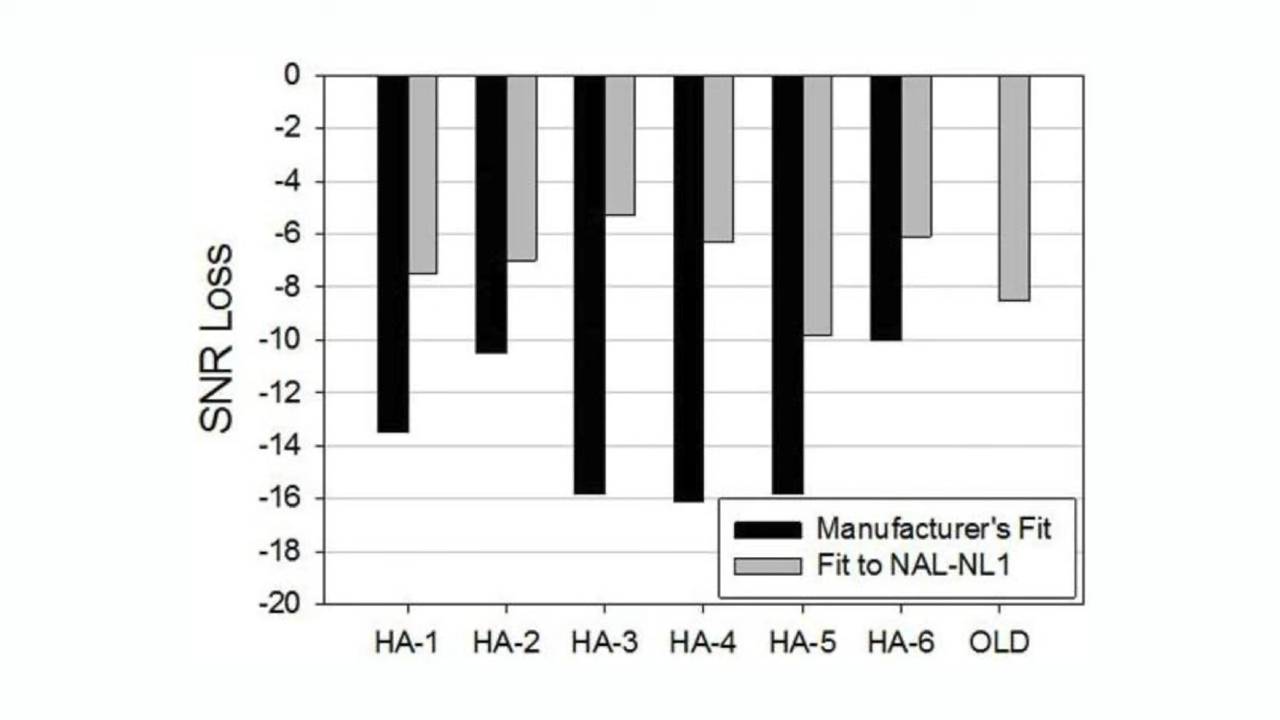 0
-2
-4
-6
-8
-10
-12
-14
-16
-18
-20
SNR Loss
Manufacturer's Fit
Fit to NAL-NL1
HA-1 HA-2 HA-3 HA-4 HA-5 HA-6 OLD